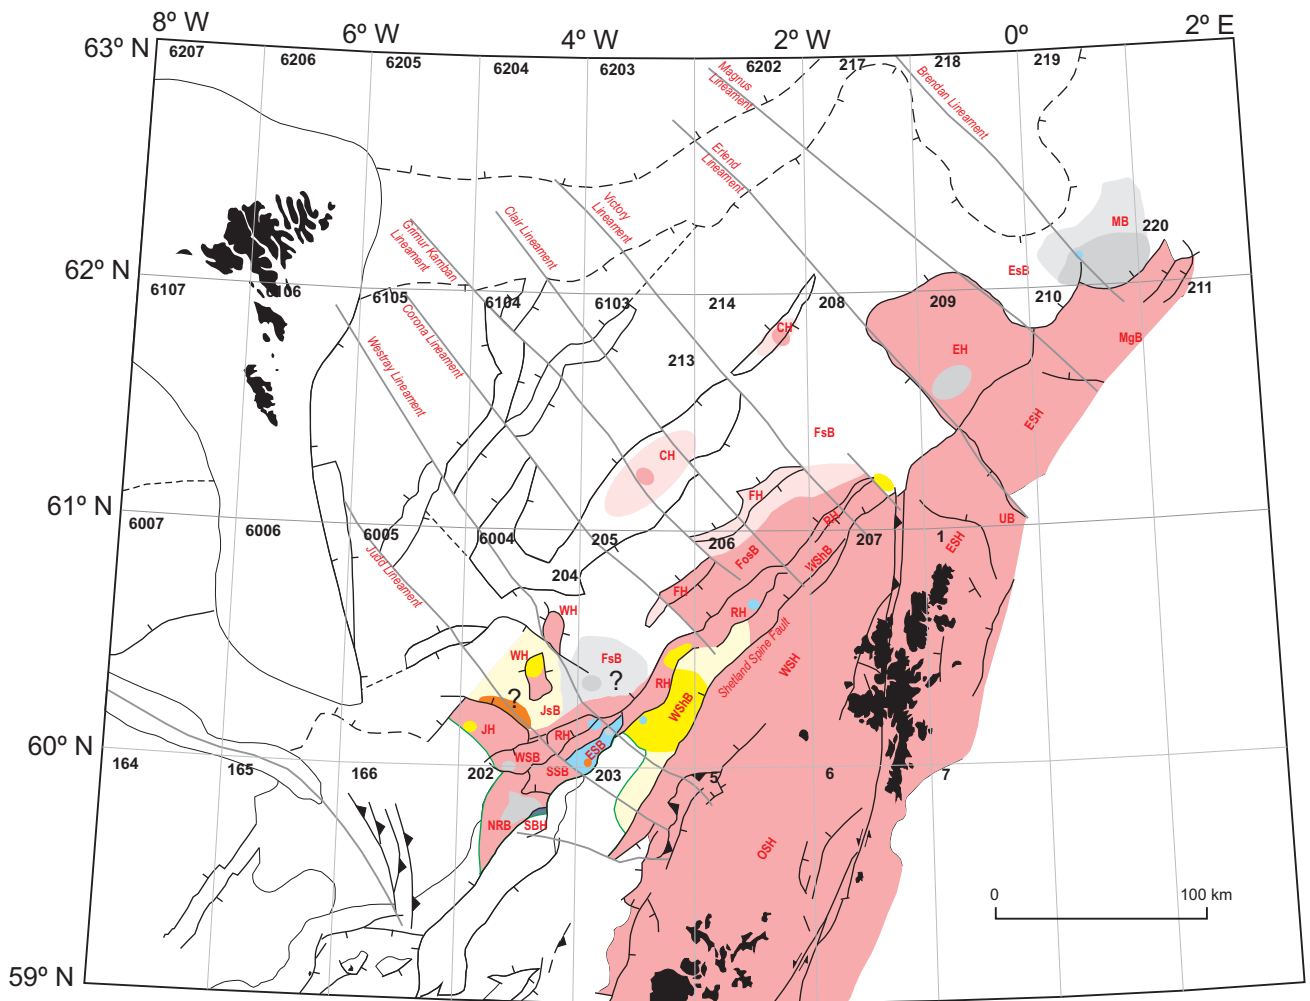 8º W
6º W
4º W
2º W
0º
2º E
63º N
6207
6206
6205
6204
6203
6202
217
218
219
Magnus
Lineament
Brendan Lineament
Erlend
Lineament
Victory
Lineament
Clair Lineament
Grimur Kamban
Lineament
MB
220
EsB
62º N
6107
6106
6105
6104
6103
214
208
209
210
211
Corona Lineament
Westray Lineament
CH
MgB
EH
213
ESH
FsB
CH
61º N
6007
6006
6005
6004
205
206
207
1
FH
RH
UB
ESH
FosB
WShB
Judd Lineament
204
FH
WH
RH
Shetland Spine Fault
WSH
WH
FsB
?
RH
?
JsB
WShB
JH
RH
ESB
WSB
SSB
60º N
164
165
166
202
203
5
6
7
NRB
SBH
OSH
0
100 km
59º N